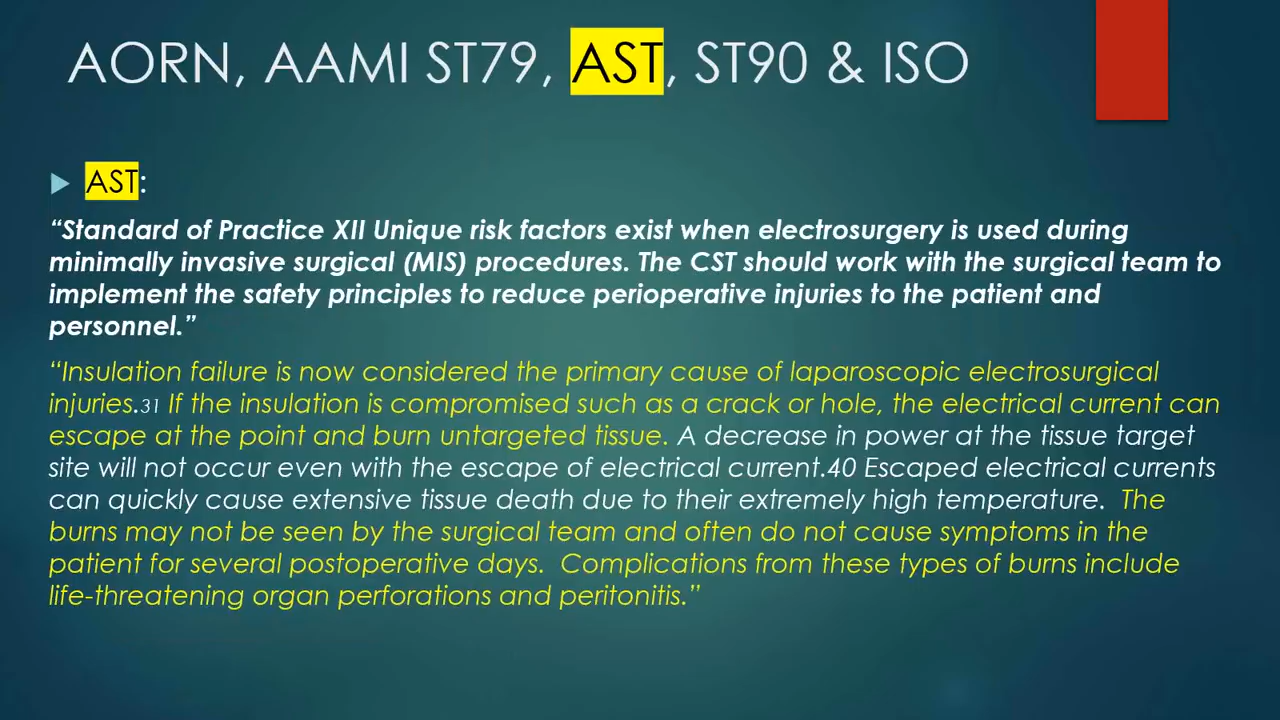 AORN, AAMI ST79, AST, ST90 & ISO
AST:
“Standard of Practice XII Unique risk factors exist when electrosurgery is used during
minimally invasive surgical (MIS) procedures. The CST should work with the surgical team to
implement the safety principles to reduce perioperative injuries to the patient and
personnel.”
“Insulation failure is now considered the primary cause of laparoscopic electrosurgical
injuries.31 If the insulation is compromised such as a crack or hole, the electrical current can
escape at the point and burn untargeted tissue. A decrease in power at the tissue target
site will not occur even with the escape of electrical current.40 Escaped electrical currents
can quickly cause extensive tissue death due to their extremely high temperature.  The
burns may not be seen by the surgical team and often do not cause symptoms in the
patient for several postoperative days.  Complications from these types of burns include
life-threatening organ perforations and peritonitis.”